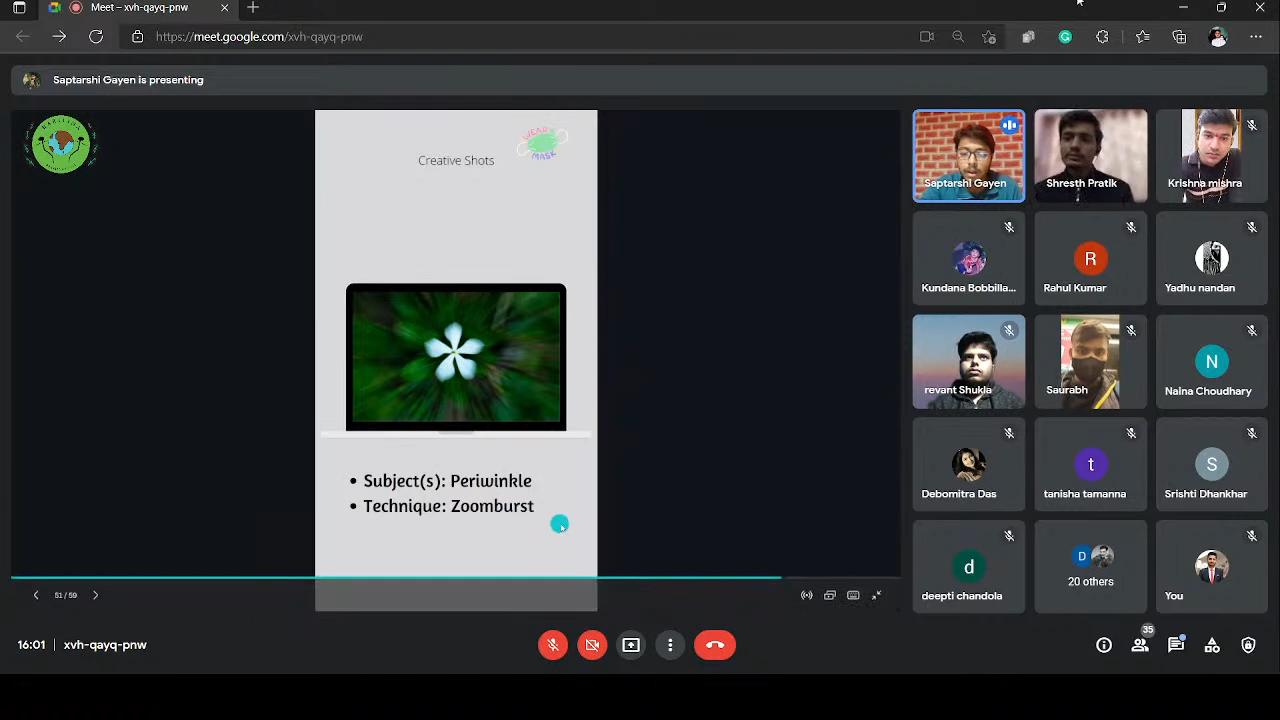 Meet – xvh-qayq-pnw
https://meet.google.com/xvh-qayq-pnw
Saptarshi Gayen is presenting
Creative Shots
WEAR A
MASK
• Subject(s): Periwinkle
• Technique: Zoomburst
51 / 59
Saptarshi Gayen
Shresth Pratik
Krishna mishra
Kundana Bobbilla...
R
Rahul Kumar
Yadhu nandan
revant Shukla
Saurabh
N
Naina Choudhary
Debomitra Das
t
tanisha tamanna
S
Srishti Dhankhar
d
deepti chandola
D
20 others
You
16:01 | xvh-qayq-pnw
35